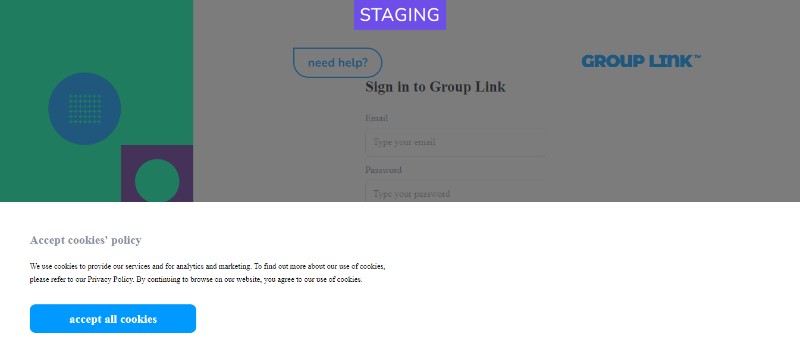 STAGING
need help?
GROUP LINK™
Sign in to Group Link
Email
Type your email
Password
Type your password
Accept cookies' policy
We use cookies to provide our services and for analytics and marketing. To find out more about our use of cookies,
please refer to our Privacy Policy. By continuing to browse on our website, you agree to our use of cookies.
accept all cookies